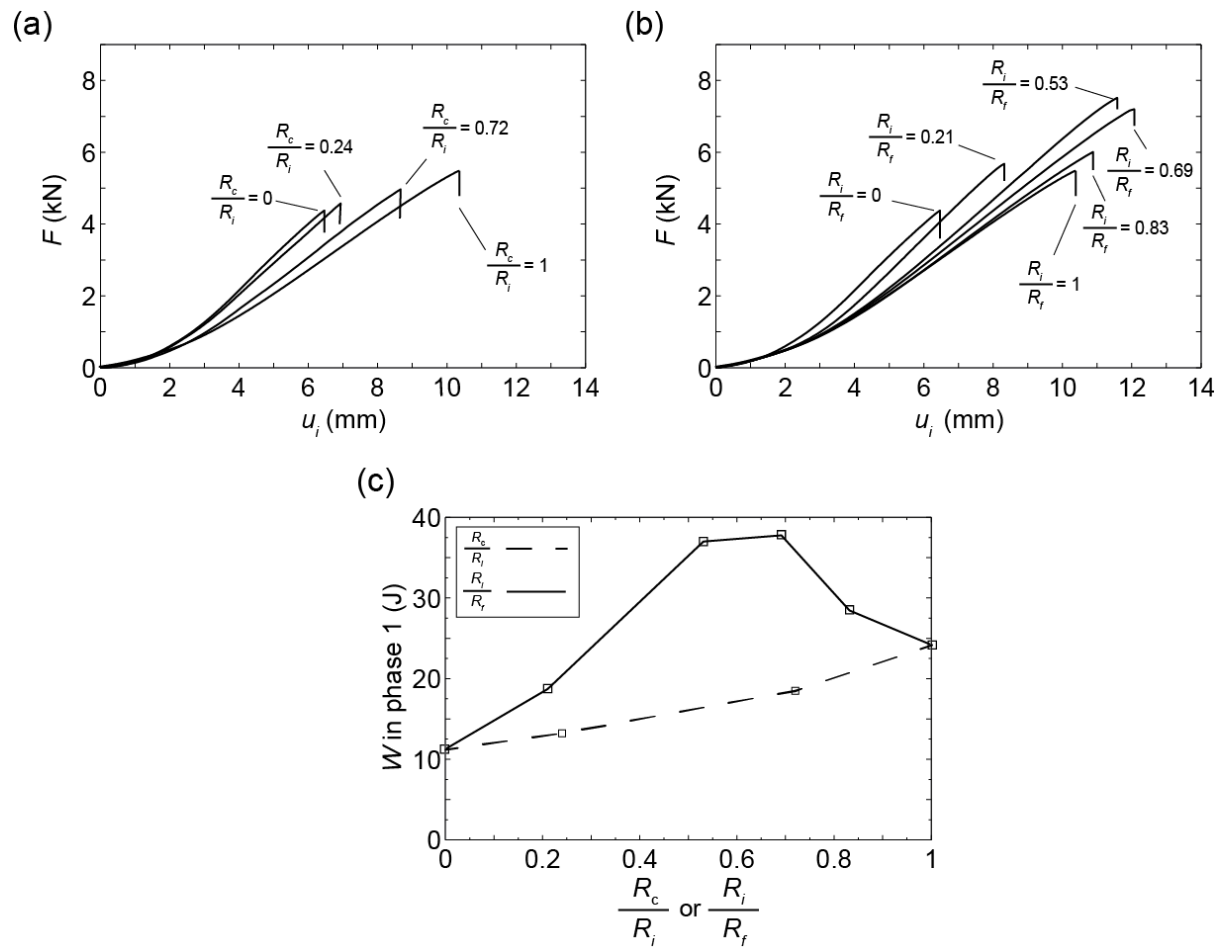 (a)
8
6
4
2
0
F (kN)
0 2 4 6 8 10 12 14
u_i (mm)
R_c/R_i = 0
R_c/R_i = 0.24
R_c/R_i = 0.72
R_c/R_i = 1
(b)
8
6
4
2
0
F (kN)
0 2 4 6 8 10 12 14
u_i (mm)
R_i/R_f = 0
R_i/R_f = 0.21
R_i/R_f = 0.53
R_i/R_f = 0.69
R_i/R_f = 0.83
R_i/R_f = 1
(c)
40
30
20
10
0
W in phase 1 (J)
R_c/R_i
R_i/R_f
0 0.2 0.4 0.6 0.8 1
R_c/R_i or R_i/R_f